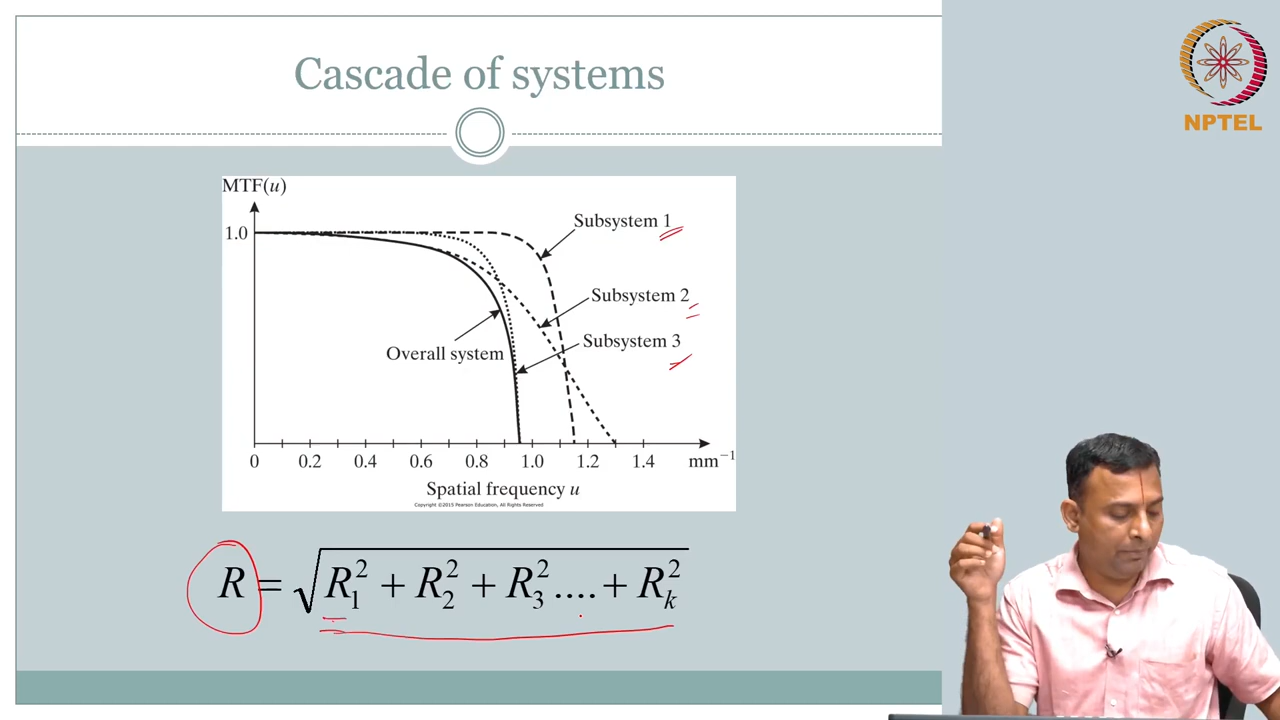 Cascade of systems
NPTEL
MTF(u)
1.0
Subsystem 1
Subsystem 2
Subsystem 3
Overall system
0 0.2 0.4 0.6 0.8 1.0 1.2 1.4 mm⁻¹
Spatial frequency u
Copyright ©2015 Pearson Education, All Rights Reserved
R = √(R₁² + R₂² + R₃² .... + Rₖ²)